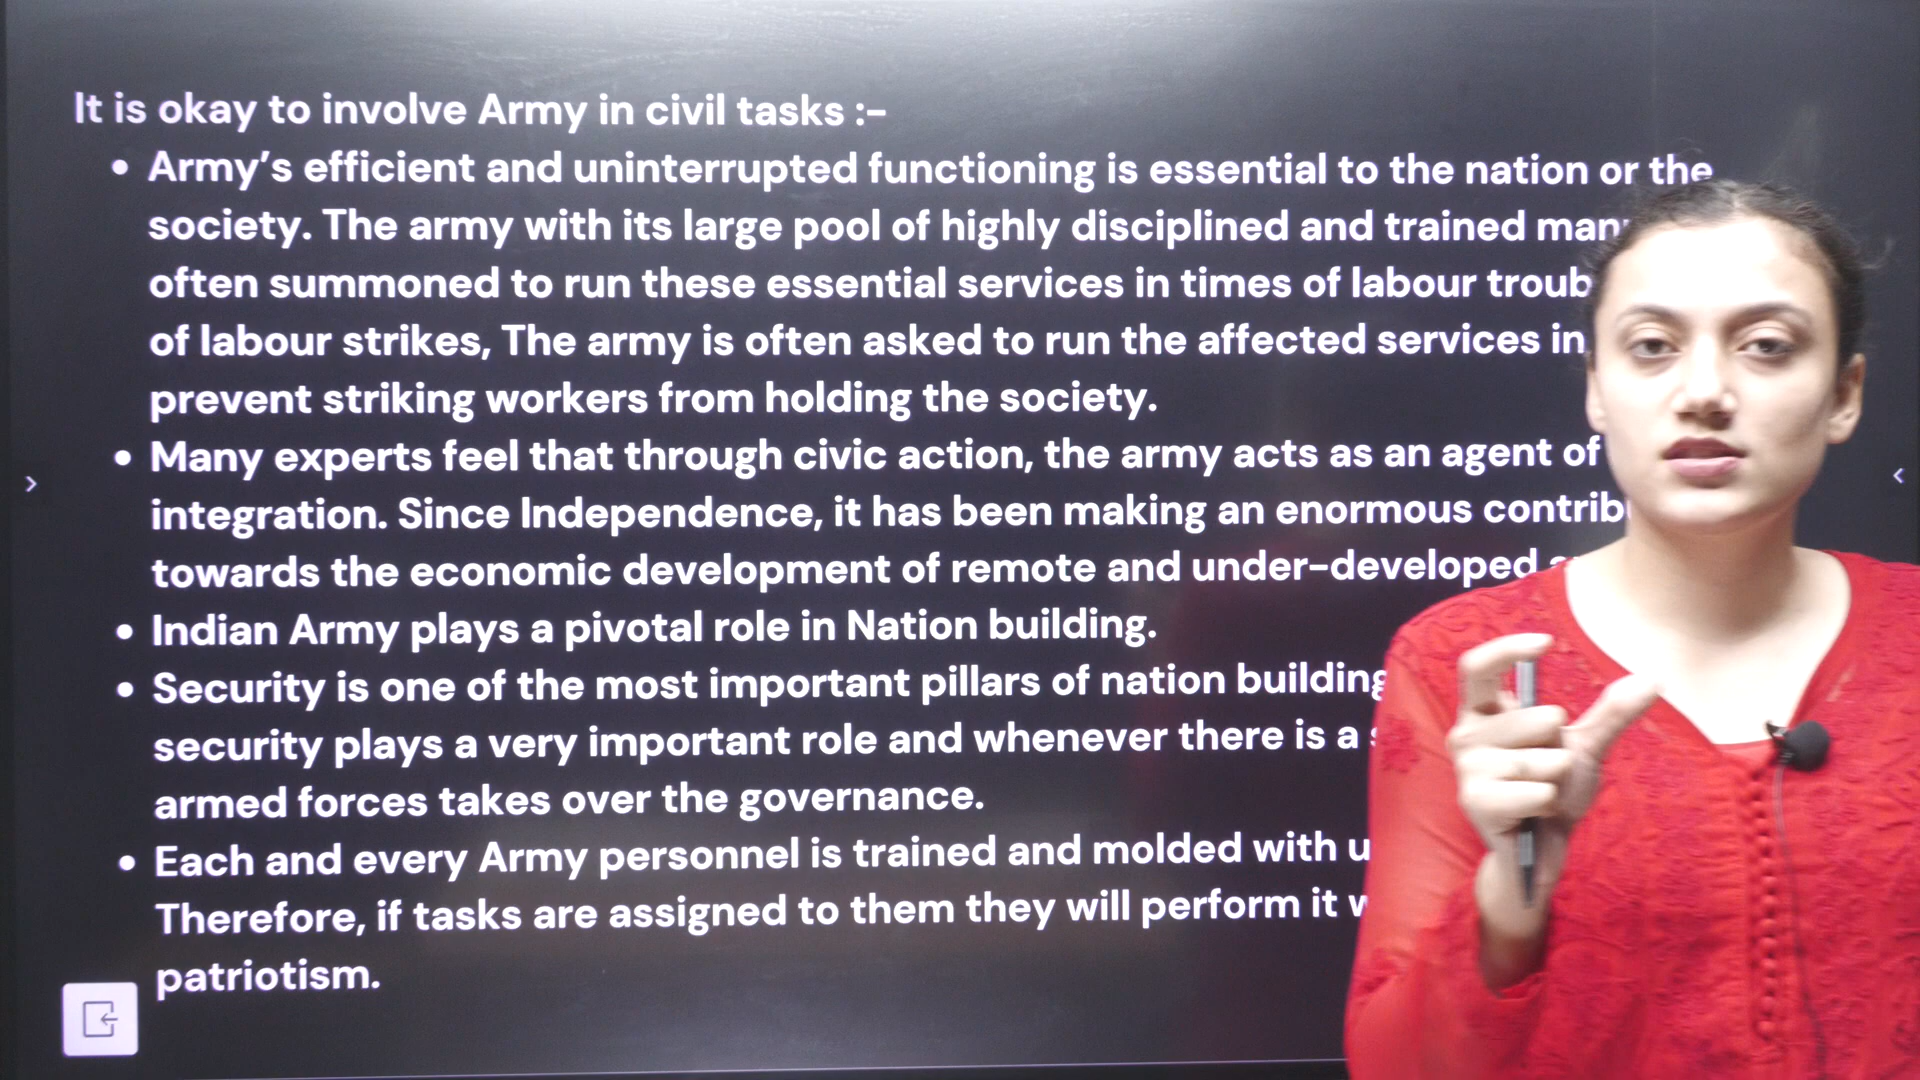 It is okay to involve Army in civil tasks :-
• Army's efficient and uninterrupted functioning is essential to the nation or the
society. The army with its large pool of highly disciplined and trained
often summoned to run these essential services in times of labour
of labour strikes, The army is often asked to run the affected services in
prevent striking workers from holding the society.
• Many experts feel that through civic action, the army acts as an agent of
integration. Since Independence, it has been making an enormous
towards the economic development of remote and under-developed
• Indian Army plays a pivotal role in Nation building.
• Security is one of the most important pillars of nation building
security plays a very important role and whenever there is a
armed forces takes over the governance.
• Each and every Army personnel is trained and molded with
Therefore, if tasks are assigned to them they will perform it
patriotism.